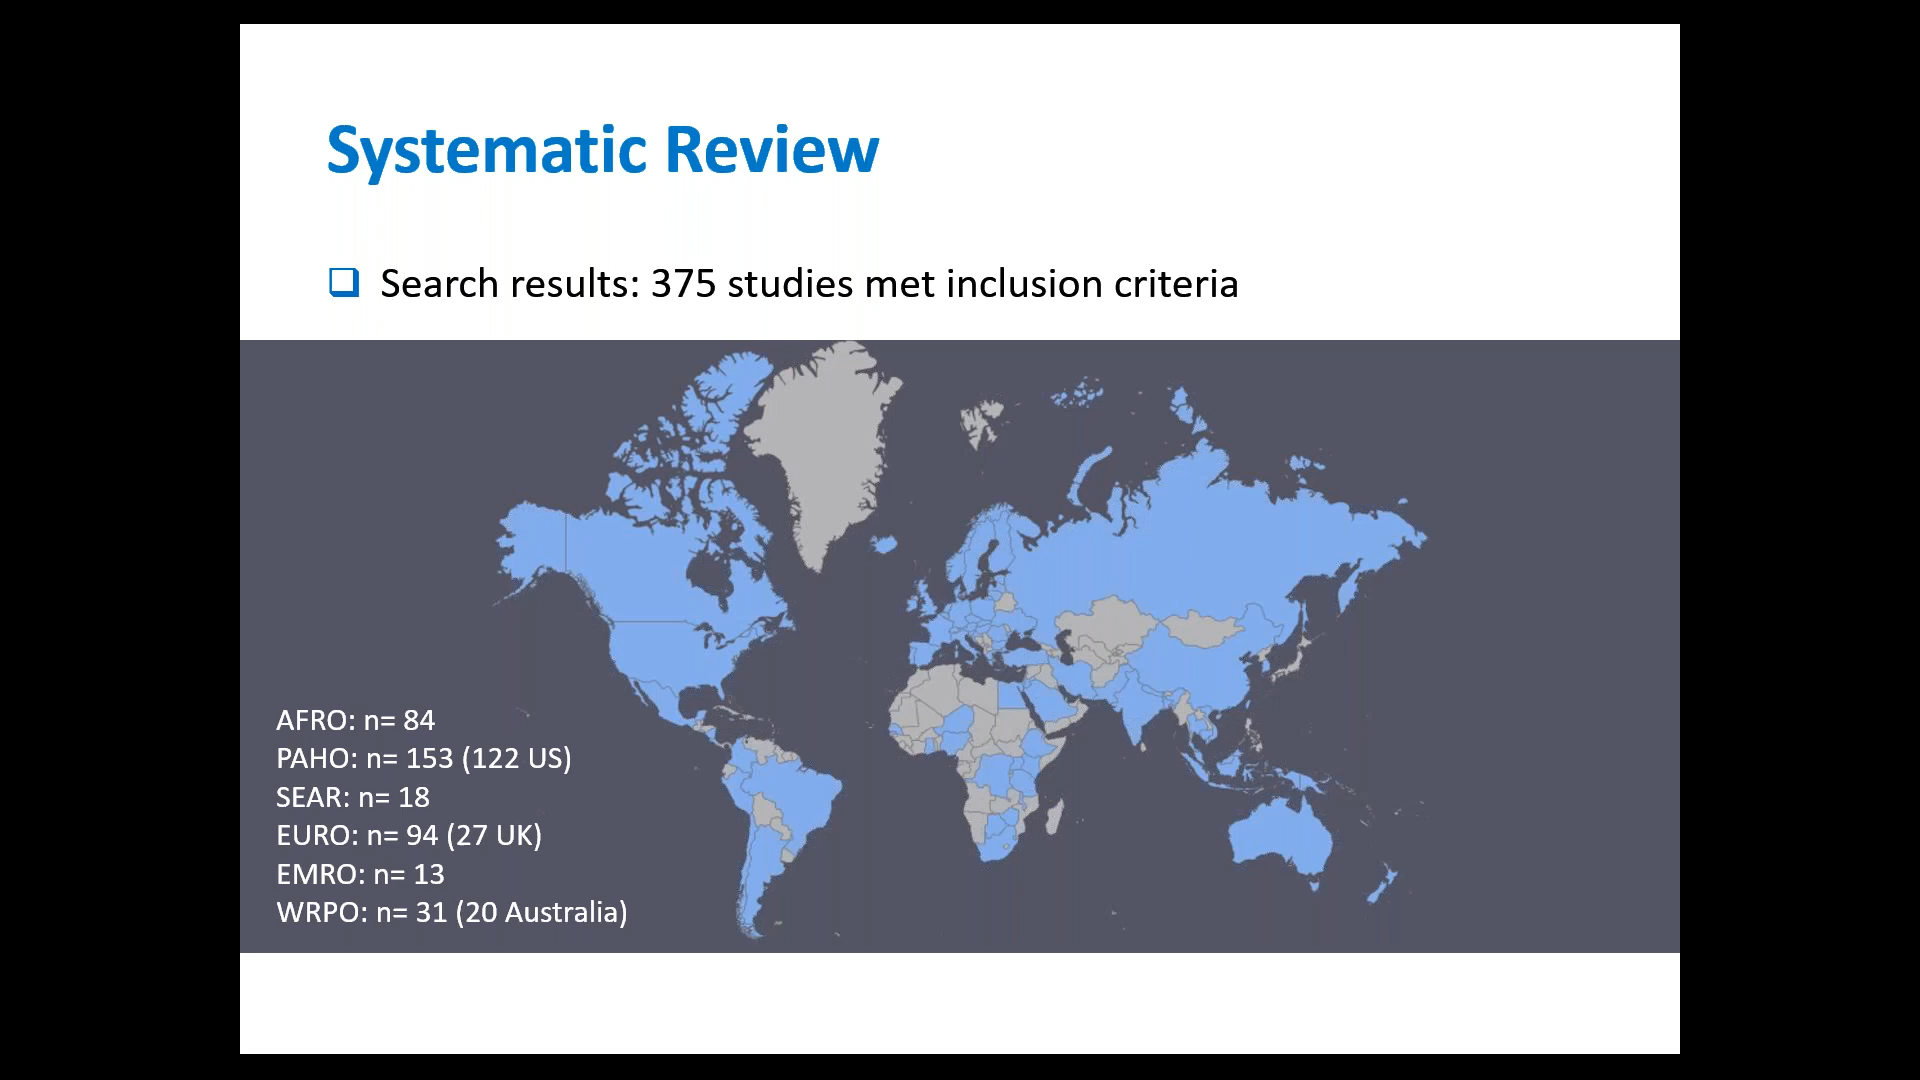 Systematic Review
Search results: 375 studies met inclusion criteria
AFRO: n= 84
PAHO: n= 153 (122 US)
SEAR: n= 18
EURO: n= 94 (27 UK)
EMRO: n= 13
WRPO: n= 31 (20 Australia)